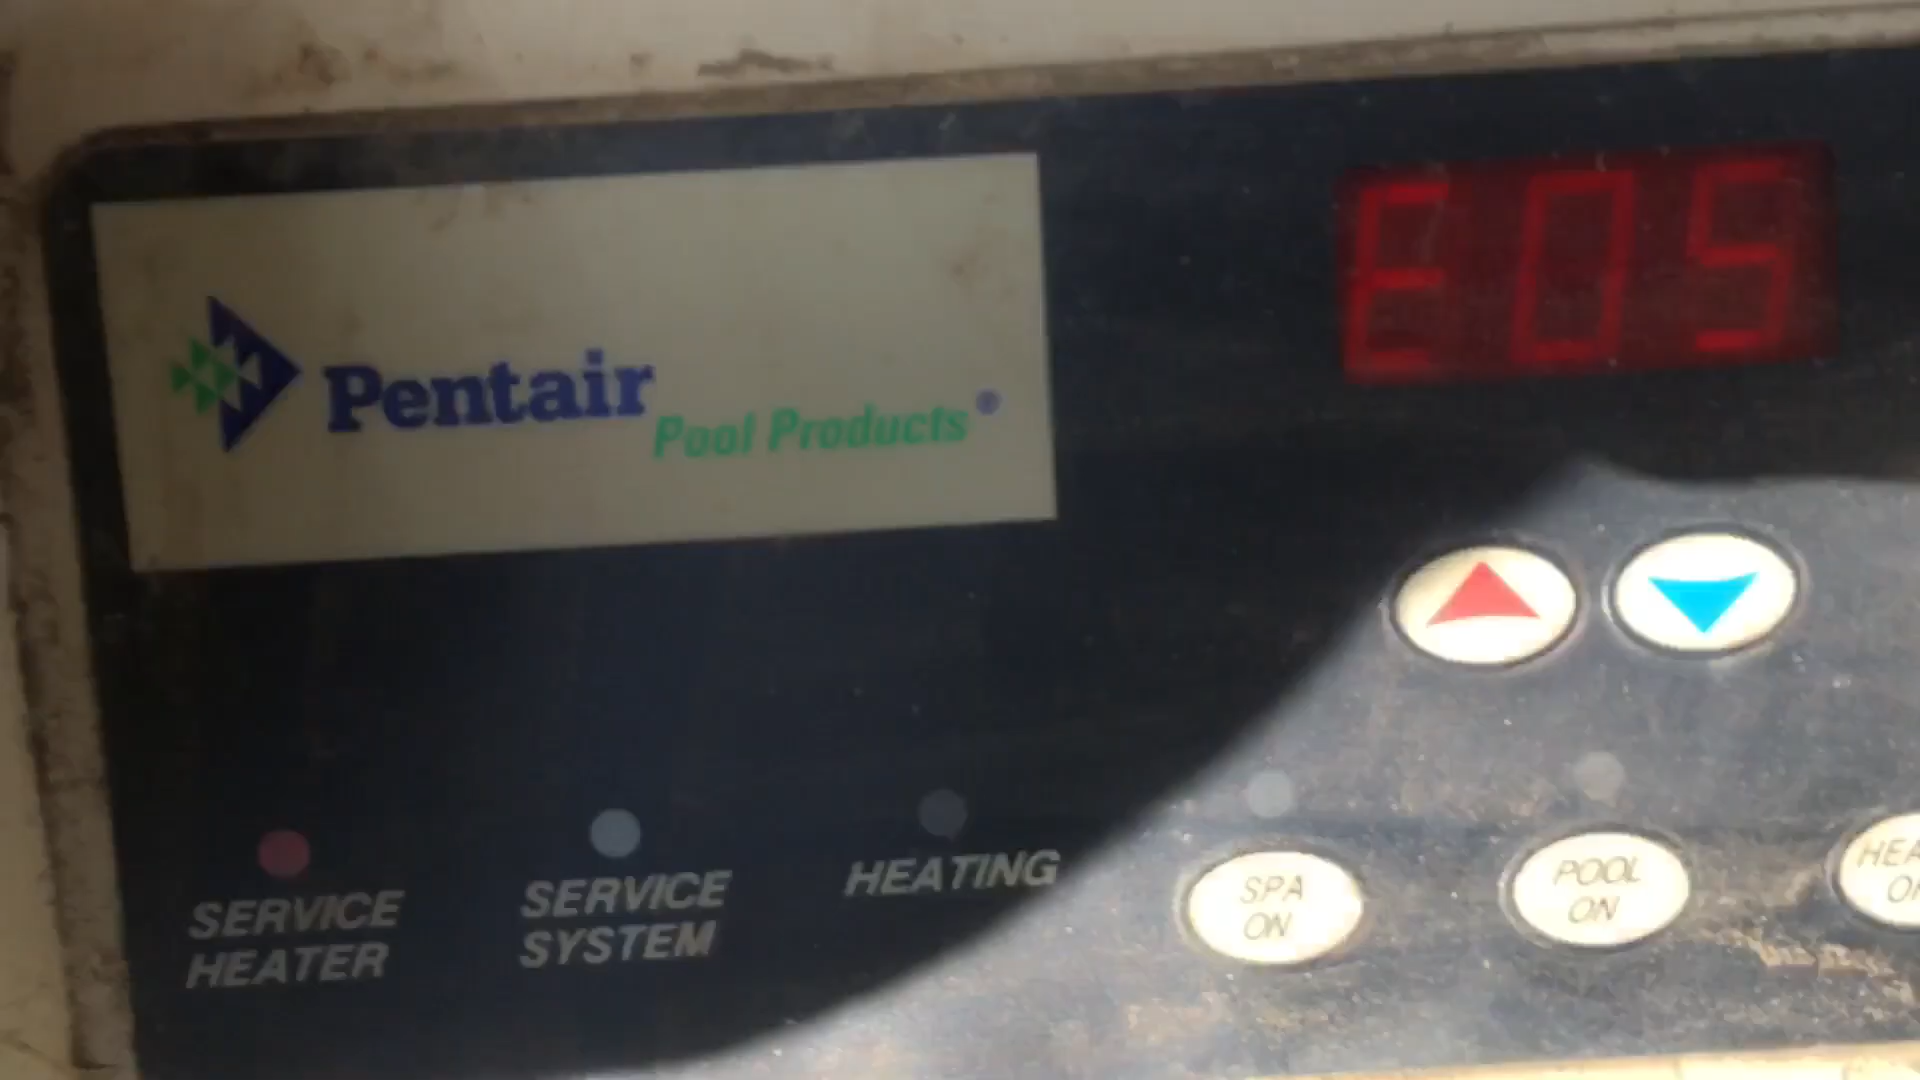 Pentair
Pool Products®
E05
SERVICE
HEATER
SERVICE
SYSTEM
HEATING
SPA
ON
POOL
ON